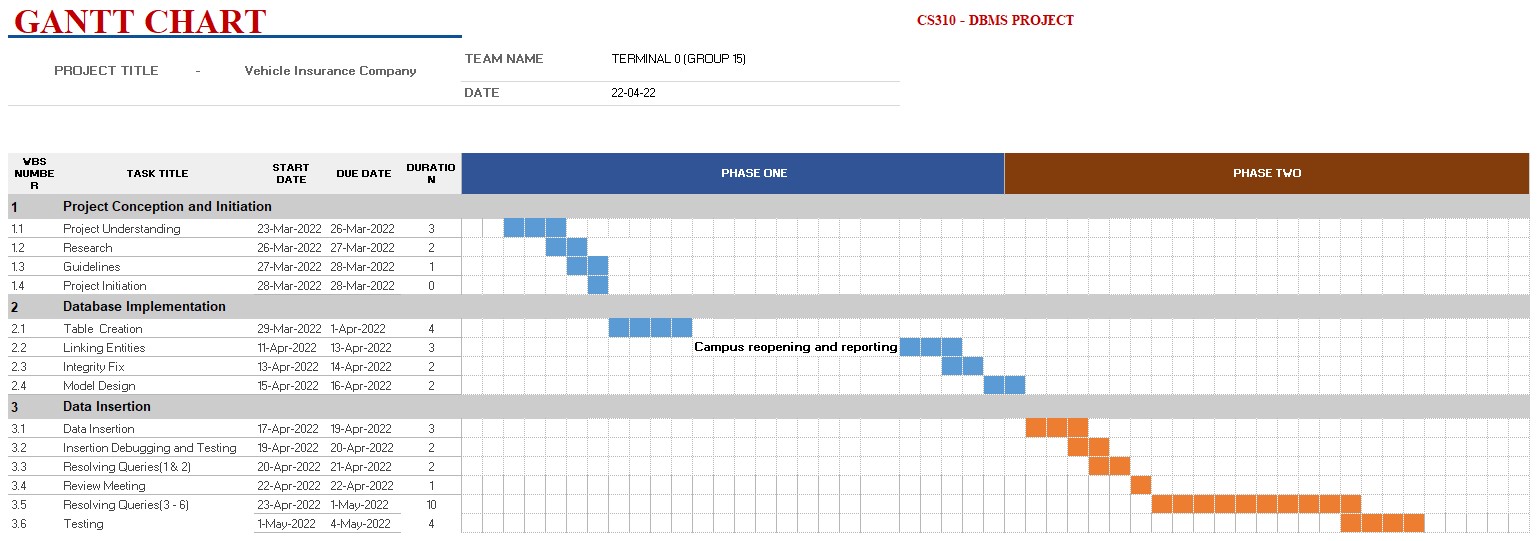 GANTT CHART
CS310 - DBMS PROJECT
PROJECT TITLE - Vehicle Insurance Company
TEAM NAME TERMINAL 0 (GROUP 15)
DATE 22-04-22
WBS NUMBE R TASK TITLE START DATE DUE DATE DURATIO N PHASE ONE PHASE TWO
1 Project Conception and Initiation
1.1 Project Understanding 23-Mar-2022 26-Mar-2022 3
1.2 Research 26-Mar-2022 27-Mar-2022 2
1.3 Guidelines 27-Mar-2022 28-Mar-2022 1
1.4 Project Initiation 28-Mar-2022 28-Mar-2022 0
2 Database Implementation
2.1 Table Creation 29-Mar-2022 1-Apr-2022 4
2.2 Linking Entities 11-Apr-2022 13-Apr-2022 3 Campus reopening and reporting
2.3 Integrity Fix 13-Apr-2022 14-Apr-2022 2
2.4 Model Design 15-Apr-2022 16-Apr-2022 2
3 Data Insertion
3.1 Data Insertion 17-Apr-2022 19-Apr-2022 3
3.2 Insertion Debugging and Testing 19-Apr-2022 20-Apr-2022 2
3.3 Resolving Queries(1 & 2) 20-Apr-2022 21-Apr-2022 2
3.4 Review Meeting 22-Apr-2022 22-Apr-2022 1
3.5 Resolving Queries(3 - 6) 23-Apr-2022 1-May-2022 10
3.6 Testing 1-May-2022 4-May-2022 4